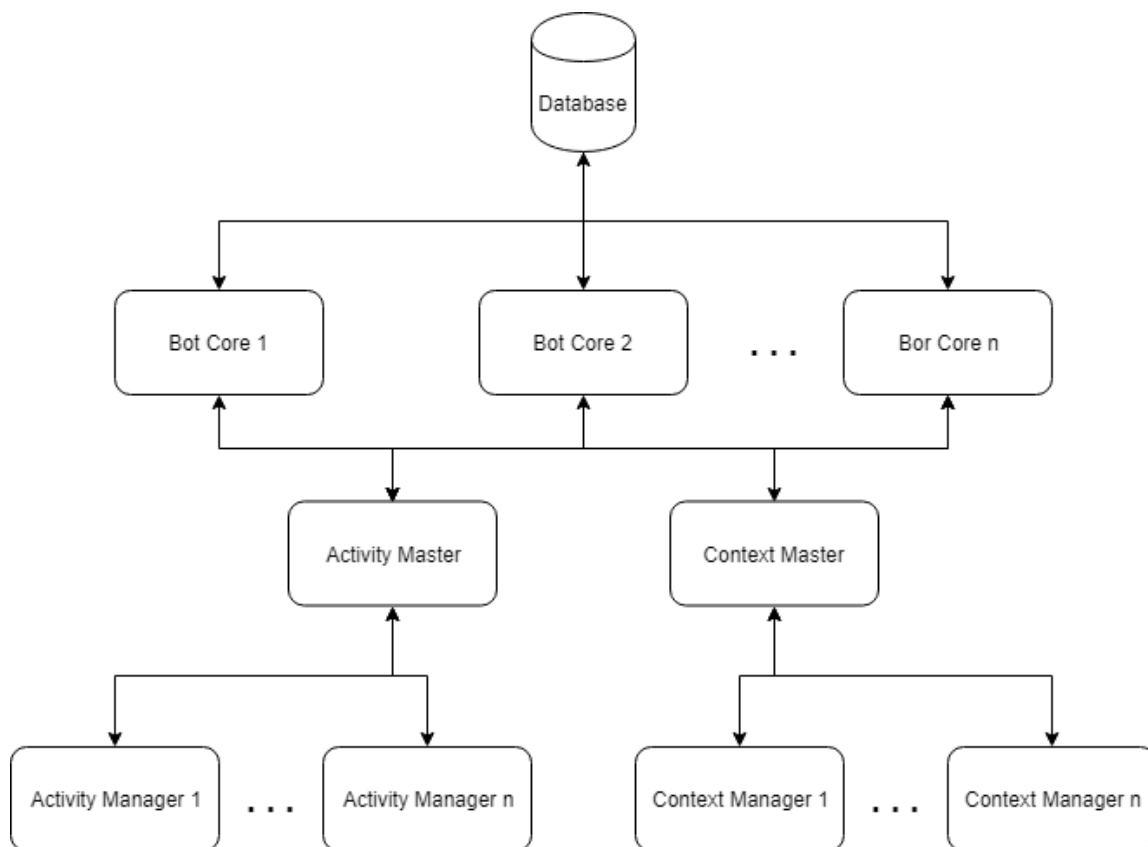 Database
Bot Core 1
Bot Core 2
. . .
Bor Core n
Activity Master
Context Master
Activity Manager 1
. . .
Activity Manager n
Context Manager 1
. . .
Context Manager n